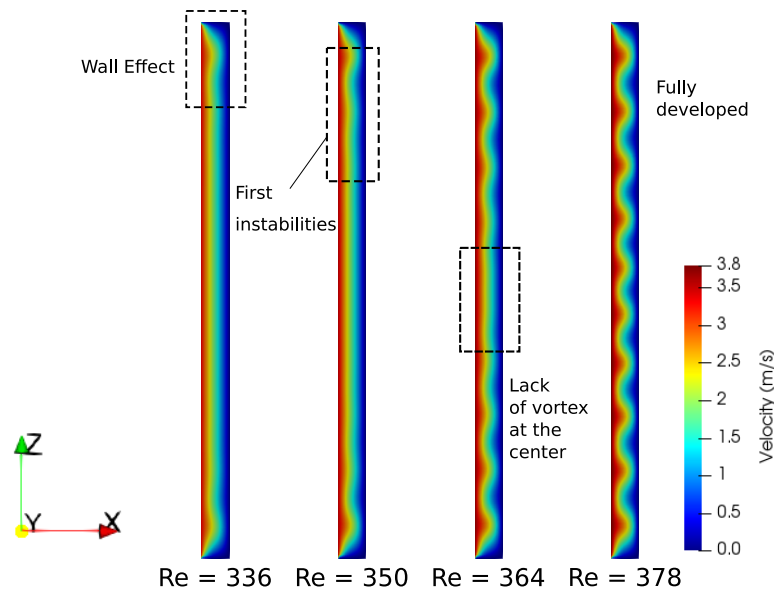 Wall Effect
First
instabilities
Fully
developed
Lack
of vortex
at the
center
3.8
3.5
3
2.5
2
1.5
1
0.5
0.0
Velocity (m/s)
Z
Y
X
Re = 336
Re = 350
Re = 364
Re = 378